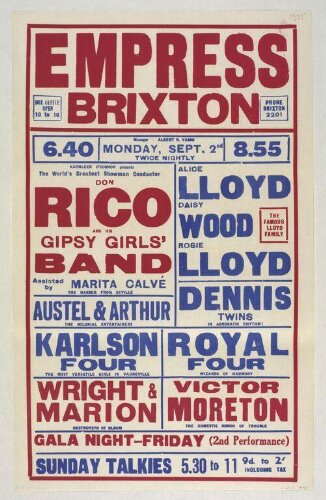 1935
EMPRESS
BOX OFFICE
OPEN
10 to 10
BRIXTON
PHONE
BRIXTON
2201
6.40
Manager ALBERT E. YARRO
MONDAY, SEPT. 2nd
TWICE NIGHTLY
8.55
KATHLEEN O'CONNOR presents
The World's Greatest Showman Conductor
DON
RICO
AND HIS
GIPSY GIRLS'
BAND
Assisted by MARITA CALVÉ
THE DANCER FROM SEVILLE
ALICE
LLOYD
DAISY
WOOD
ROSIE
LLOYD
THE
FAMOUS
LLOYD
FAMILY
AUSTEL & ARTHUR
THE COLONIAL ENTERTAINERS
DENNIS
TWINS
IN ACROBATIC RHYTHM!
KARLSON
FOUR
THE MOST VERSATILE GIRLS IN VAUDEVILLE
ROYAL
FOUR
WIZARDS OF HARMONY
WRIGHT &
MARION
DESTROYERS OF GLOOM
VICTOR
MORETON
THE DOMESTIC BUNCH OF TROUBLE
GALA NIGHT-FRIDAY (2nd Performance)
SUNDAY TALKIES 5.30 to 11 9d to 2/-
INCLUDING TAX